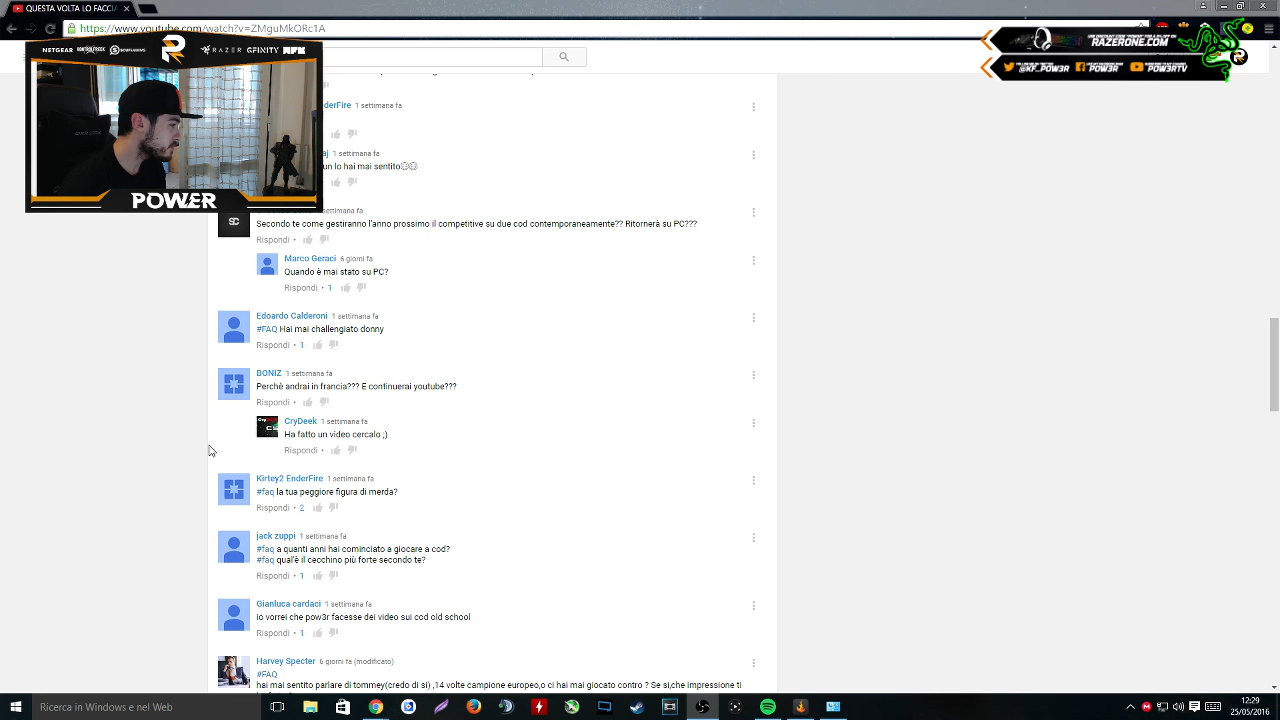 QUESTA VOLTA LO FACCIA
https://www.youtube.com/watch?v=ZMguMkORc1A
NETGEAR KONTROLFREEK SCUFGAMING RAZER GFINITY
RAZERONE.COM
@XF_POW3R POW3R POW3RTV
POWER
derFire 1 settimana fa
aj 1 settimana fa
un lo hai mai sentito
settimana fa
SC
Secondo te come gestiranno l'anno prossimo il competitive su due cod contemporaneamente?? Ritornerà su PC???
Rispondi •
Marco Geraci 6 giorni fa
Quando è mai stato su PC?
Rispondi • 1
Edoardo Calderoni 1 settimana fa
#FAQ Hai mai challengiato donny
Rispondi • 1
BONIZ 1 settimana fa
Perchè andrai in francia??? E continuerai youtube???
Rispondi •
CryDeek 1 settimana fa
Ha fatto un video cercalo ;)
Rispondi •
Kirtey2 EnderFire 1 settimana fa
#faq la tua peggiore figura di merda?
Rispondi • 2
jack zuppi 1 settimana fa
#faq a quanti anni hai cominciato a giocare a cod?
#faq qual'è il cecchino più forte secondo te?
Rispondi • 1
Gianluca cardaci 1 settimana fa
io vorrei che pow3r facesse dei video sui cod old school
Rispondi • 1
Harvey Specter 6 giorni fa (modificato)
#FAQ
hai mai sentito parlare di tommey(credo di si) ,14 volte campione europeo,o ci hai mai giocato contro ? Se si,che impressione ti
Ricerca in Windows e nel Web
12:29
25/05/2016